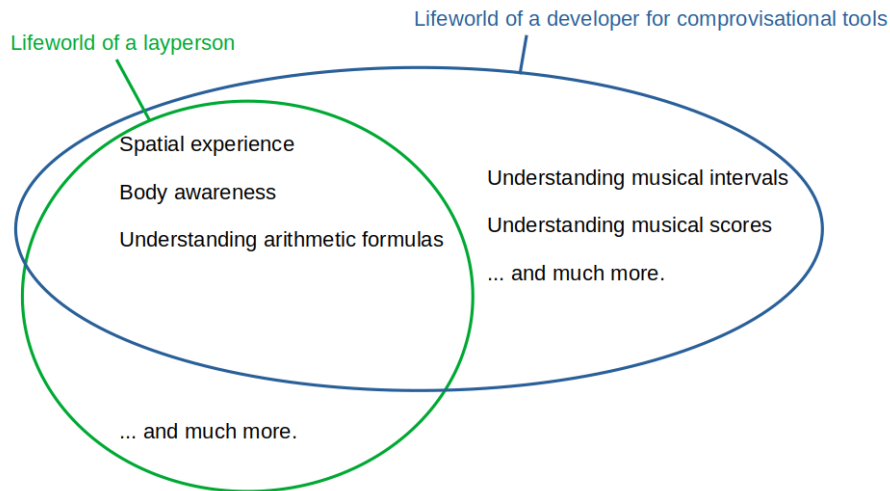 Lifeworld of a developer for comprovisational tools
Lifeworld of a layperson
Spatial experience
Body awareness
Understanding arithmetic formulas
Understanding musical intervals
Understanding musical scores
... and much more.
... and much more.